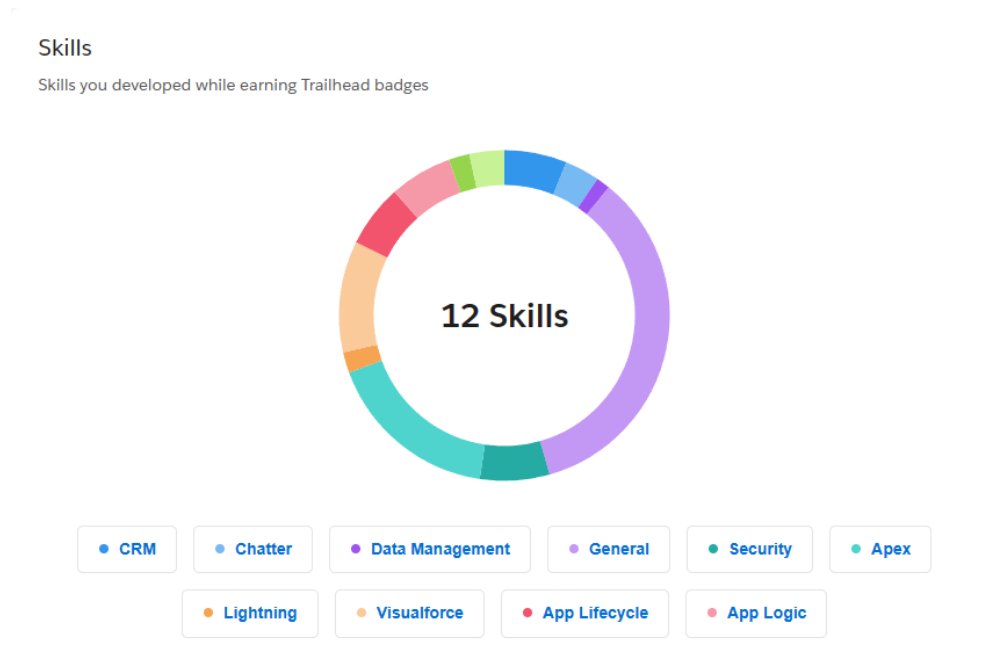 Skills
Skills you developed while earning Trailhead badges
12 Skills
CRM Chatter Data Management General Security Apex
Lightning Visualforce App Lifecycle App Logic